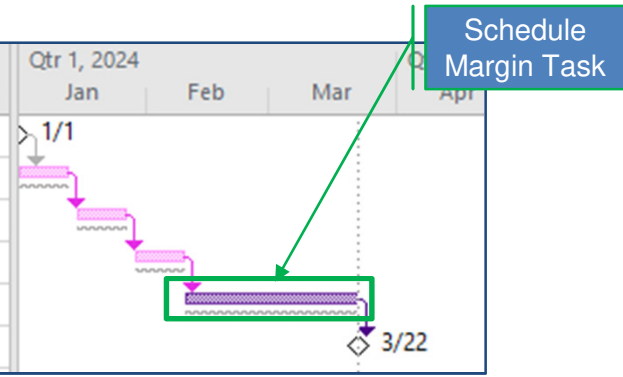 Schedule
Margin Task
Qtr 1, 2024
Q
Jan Feb Mar Apr
1/1
3/22